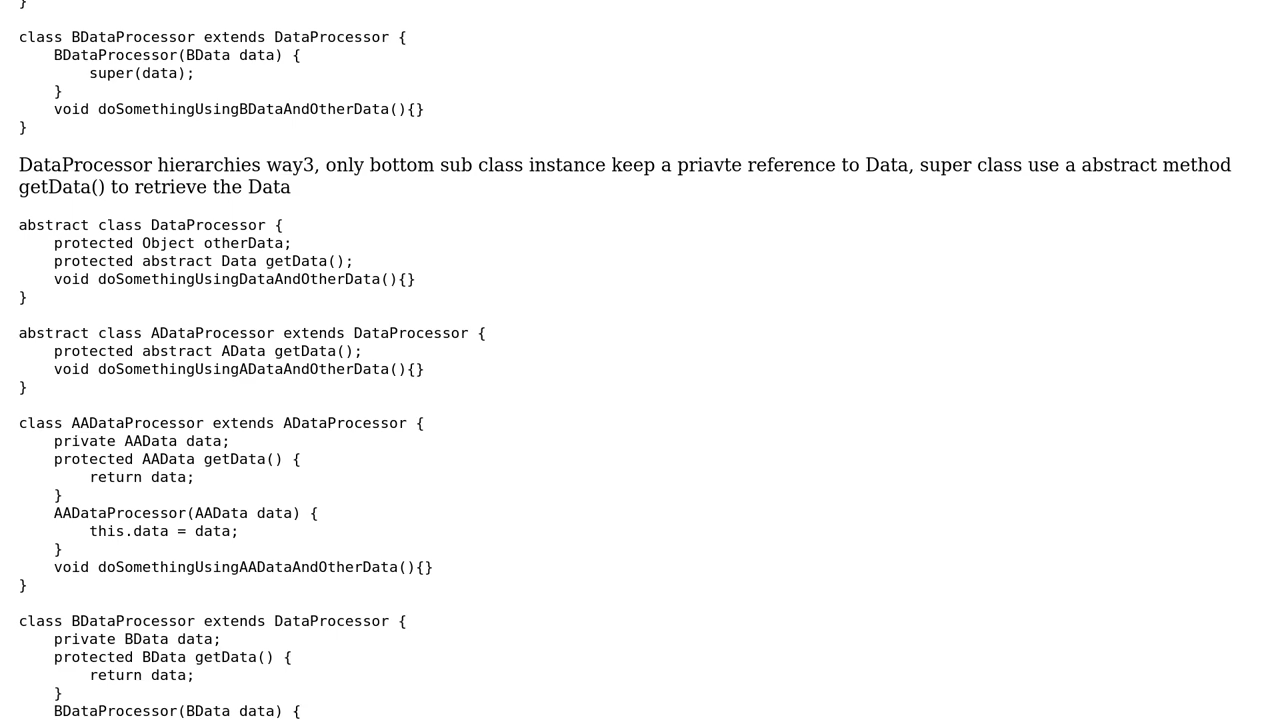 }
class BDataProcessor extends DataProcessor {
    BDataProcessor(BData data) {
        super(data);
    }
    void doSomethingUsingBDataAndOtherData(){}
}
DataProcessor hierarchies way3, only bottom sub class instance keep a priavte reference to Data, super class use a abstract method
getData() to retrieve the Data
abstract class DataProcessor {
    protected Object otherData;
    protected abstract Data getData();
    void doSomethingUsingDataAndOtherData(){}
}
abstract class ADataProcessor extends DataProcessor {
    protected abstract AData getData();
    void doSomethingUsingADataAndOtherData(){}
}
class AADataProcessor extends ADataProcessor {
    private AAData data;
    protected AAData getData() {
        return data;
    }
    AADataProcessor(AAData data) {
        this.data = data;
    }
    void doSomethingUsingAADataAndOtherData(){}
}
class BDataProcessor extends DataProcessor {
    private BData data;
    protected BData getData() {
        return data;
    }
    BDataProcessor(BData data) {